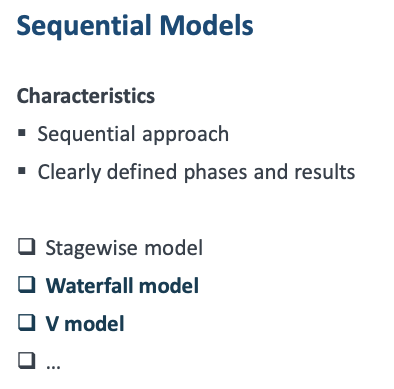 Sequential Models
Characteristics
▪ Sequential approach
▪ Clearly defined phases and results
❑ Stagewise model
❑ Waterfall model
❑ V model
❑ ...